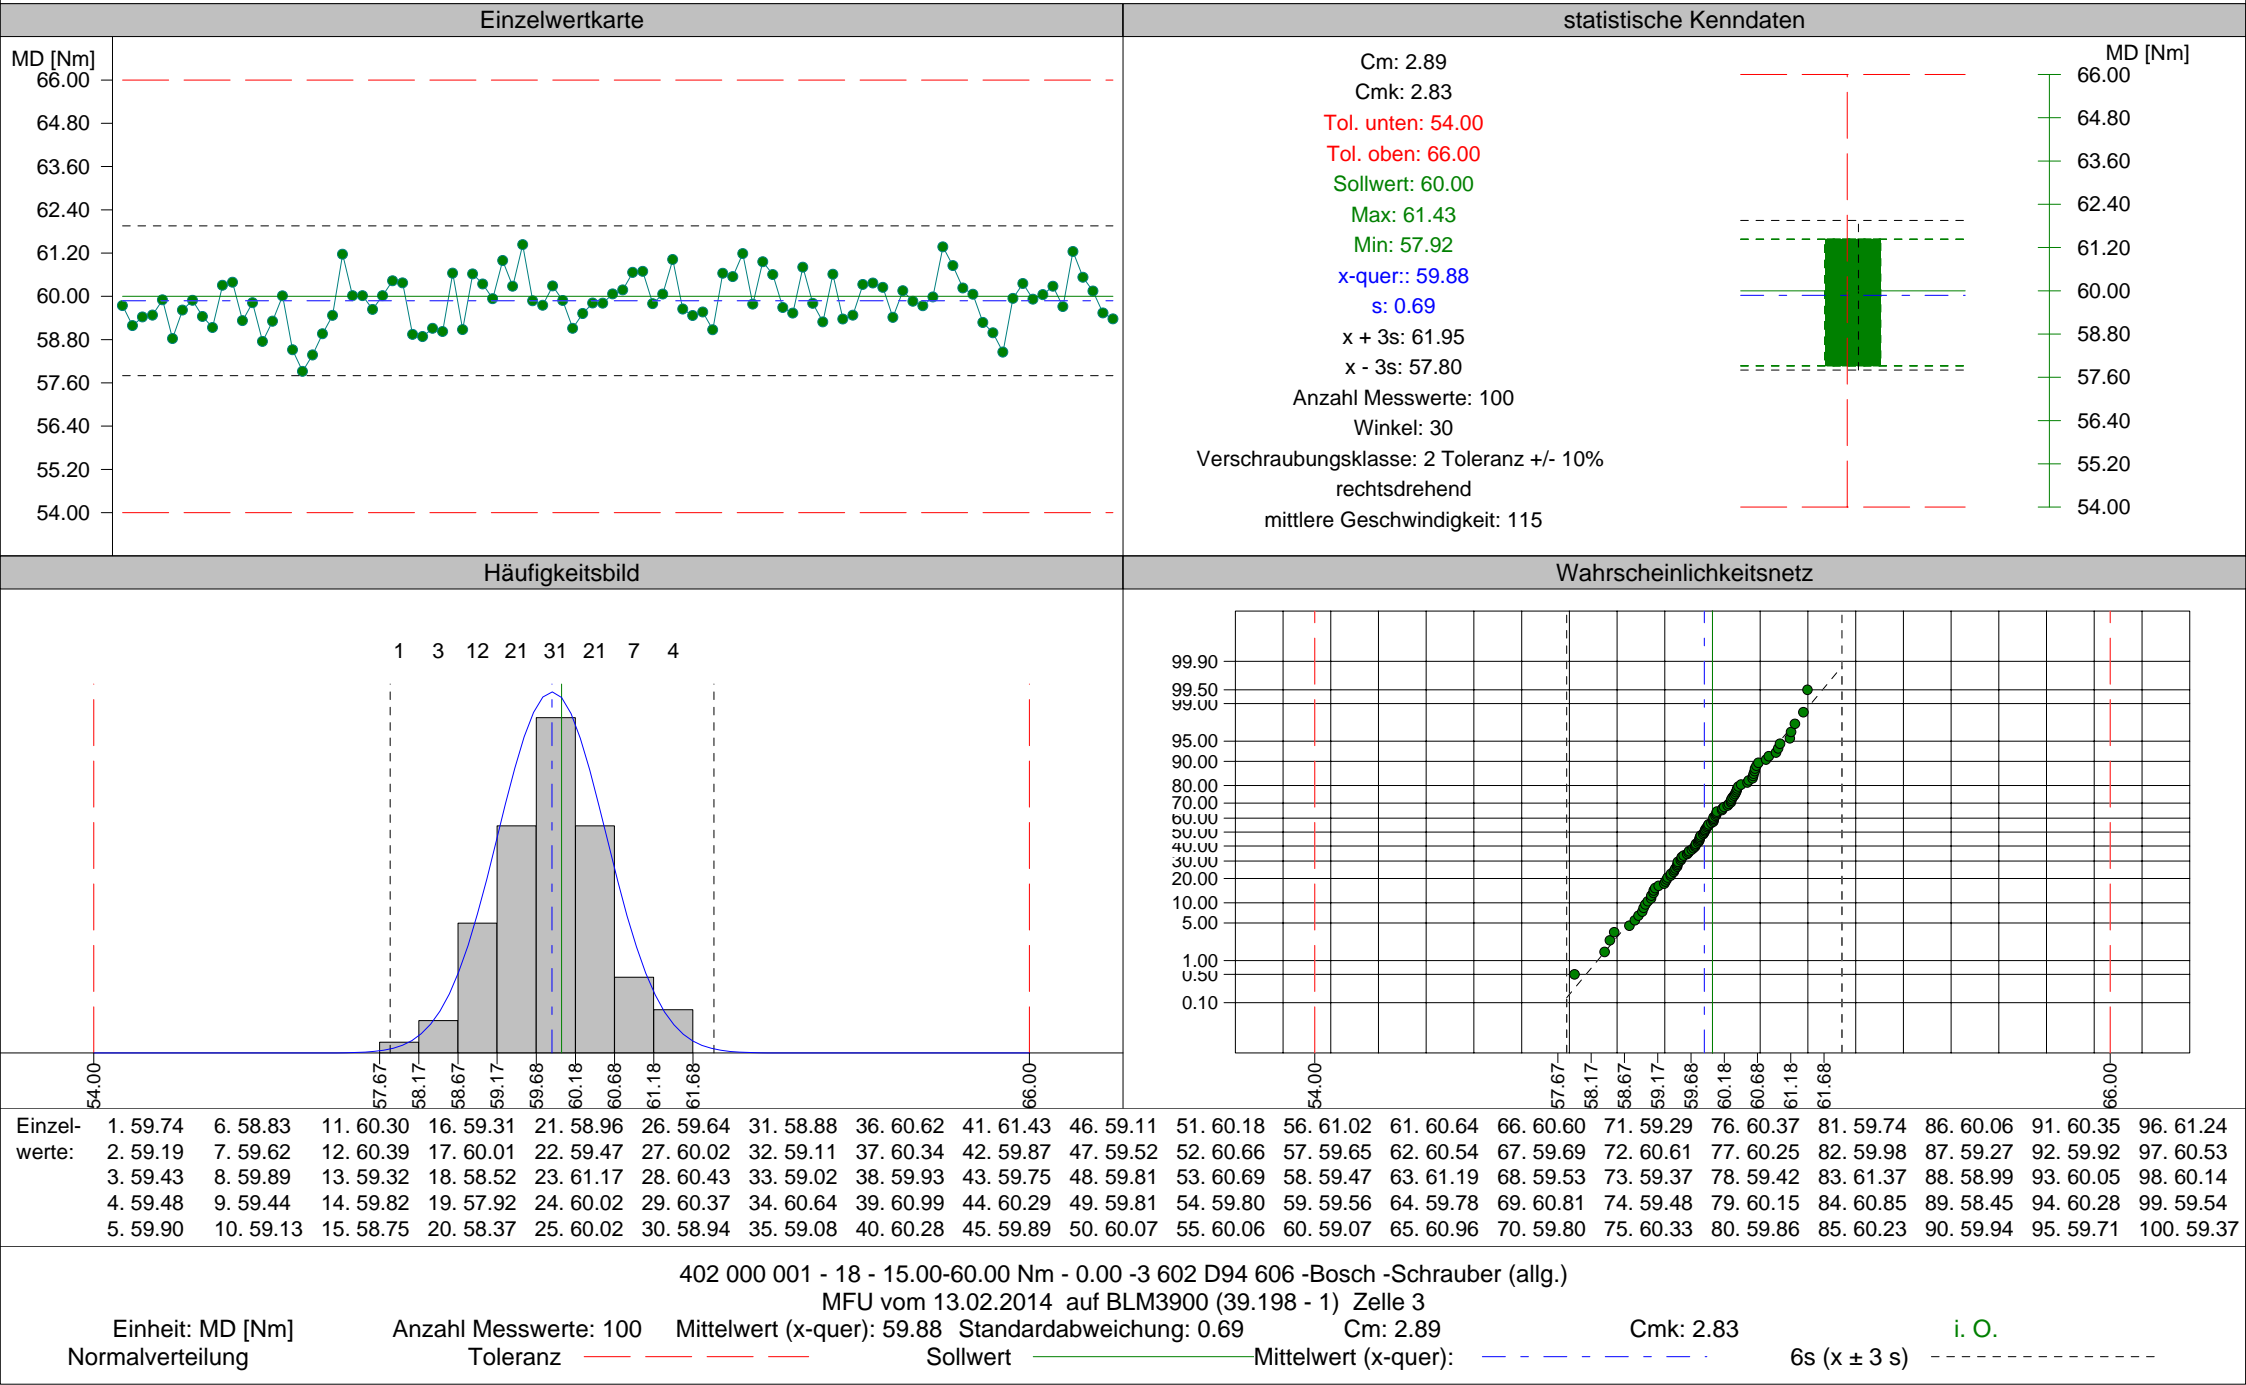 Einzelwertkarte
MD [Nm]
66.00
64.80
63.60
62.40
61.20
60.00
58.80
57.60
56.40
55.20
54.00
statistische Kenndaten
Cm: 2.89
Cmk: 2.83
Tol. unten: 54.00
Tol. oben: 66.00
Sollwert: 60.00
Max: 61.43
Min: 57.92
x-quer:: 59.88
s: 0.69
x + 3s: 61.95
x - 3s: 57.80
Anzahl Messwerte: 100
Winkel: 30
Verschraubungsklasse: 2 Toleranz +/- 10%
rechtsdrehend
mittlere Geschwindigkeit: 115
MD [Nm]
66.00
64.80
63.60
62.40
61.20
60.00
58.80
57.60
56.40
55.20
54.00
Häufigkeitsbild
1 3 12 21 31 21 7 4
54.00 57.67 58.17 58.67 59.17 59.68 60.18 60.68 61.18 61.68 66.00
Wahrscheinlichkeitsnetz
99.90
99.50
99.00
95.00
90.00
80.00
70.00
60.00
50.00
40.00
30.00
20.00
10.00
5.00
1.00
0.50
0.10
54.00 57.67 58.17 58.67 59.17 59.68 60.18 60.68 61.18 61.68 66.00
Einzel- 1. 59.74 6. 58.83 11. 60.30 16. 59.31 21. 58.96 26. 59.64 31. 58.88 36. 60.62 41. 61.43 46. 59.11 51. 60.18 56. 61.02 61. 60.64 66. 60.60 71. 59.29 76. 60.37 81. 59.74 86. 60.06 91. 60.35 96. 61.24
werte: 2. 59.19 7. 59.62 12. 60.39 17. 60.01 22. 59.47 27. 60.02 32. 59.11 37. 60.34 42. 59.87 47. 59.52 52. 60.66 57. 59.65 62. 60.54 67. 59.69 72. 60.61 77. 60.25 82. 59.98 87. 59.27 92. 59.92 97. 60.53
3. 59.43 8. 59.89 13. 59.32 18. 58.52 23. 61.17 28. 60.43 33. 59.02 38. 59.93 43. 59.75 48. 59.81 53. 60.69 58. 59.47 63. 61.19 68. 59.53 73. 59.37 78. 59.42 83. 61.37 88. 58.99 93. 60.05 98. 60.14
4. 59.48 9. 59.44 14. 59.82 19. 57.92 24. 60.02 29. 60.37 34. 60.64 39. 60.99 44. 60.29 49. 59.81 54. 59.80 59. 59.56 64. 59.78 69. 60.81 74. 59.48 79. 60.15 84. 60.85 89. 58.45 94. 60.28 99. 59.54
5. 59.90 10. 59.13 15. 58.75 20. 58.37 25. 60.02 30. 58.94 35. 59.08 40. 60.28 45. 59.89 50. 60.07 55. 60.06 60. 59.07 65. 60.96 70. 59.80 75. 60.33 80. 59.86 85. 60.23 90. 59.94 95. 59.71 100. 59.37
402 000 001 - 18 - 15.00-60.00 Nm - 0.00 -3 602 D94 606 -Bosch -Schrauber (allg.)
MFU vom 13.02.2014 auf BLM3900 (39.198 - 1) Zelle 3
Einheit: MD [Nm] Anzahl Messwerte: 100 Mittelwert (x-quer): 59.88 Standardabweichung: 0.69 Cm: 2.89 Cmk: 2.83 i. O.
Normalverteilung Toleranz Sollwert Mittelwert (x-quer): 6s (x ± 3 s)